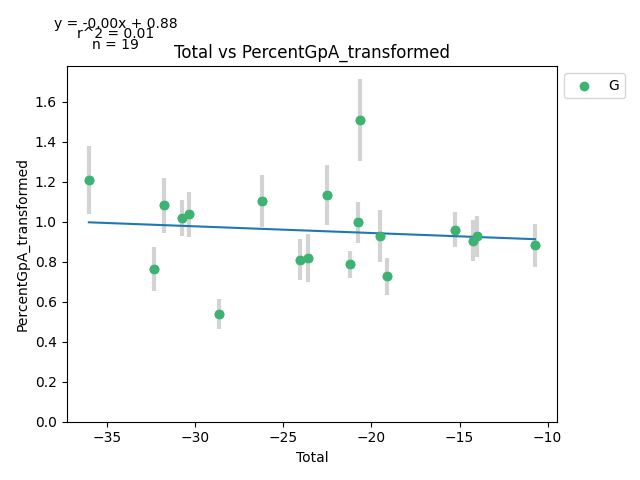 y = -0.00x + 0.88
r^2 = 0.01
n = 19
Total vs PercentGpA_transformed
G
PercentGpA_transformed
1.6
1.4
1.2
1.0
0.8
0.6
0.4
0.2
0.0
−35 −30 −25 −20 −15 −10
Total